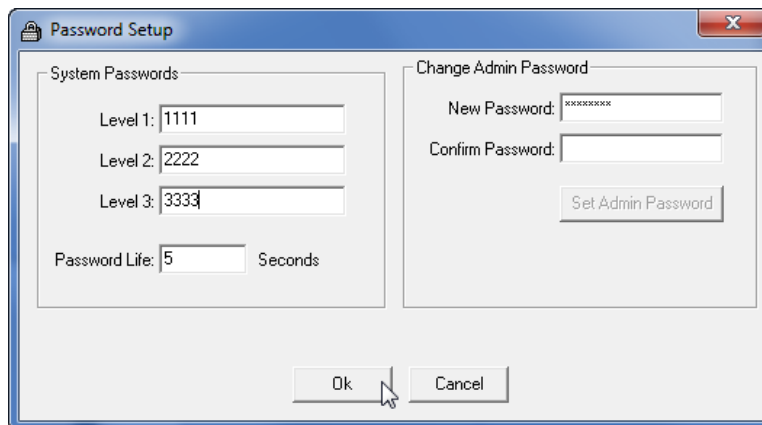 Password Setup
System Passwords
Level 1: 1111
Level 2: 2222
Level 3: 3333
Password Life: 5 Seconds
Change Admin Password
New Password: ********
Confirm Password:
Set Admin Password
Ok
Cancel